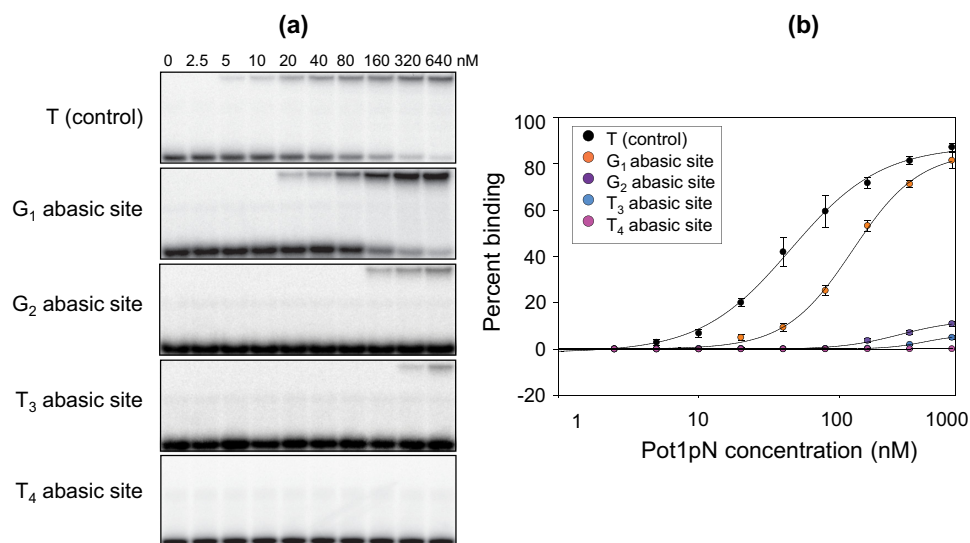 (a)
0 2.5 5 10 20 40 80 160 320 640 nM
T (control)
G₁ abasic site
G₂ abasic site
T₃ abasic site
T₄ abasic site
(b)
100
80
60
40
20
0
-20
Percent binding
T (control)
G₁ abasic site
G₂ abasic site
T₃ abasic site
T₄ abasic site
1 10 100 1000
Pot1pN concentration (nM)